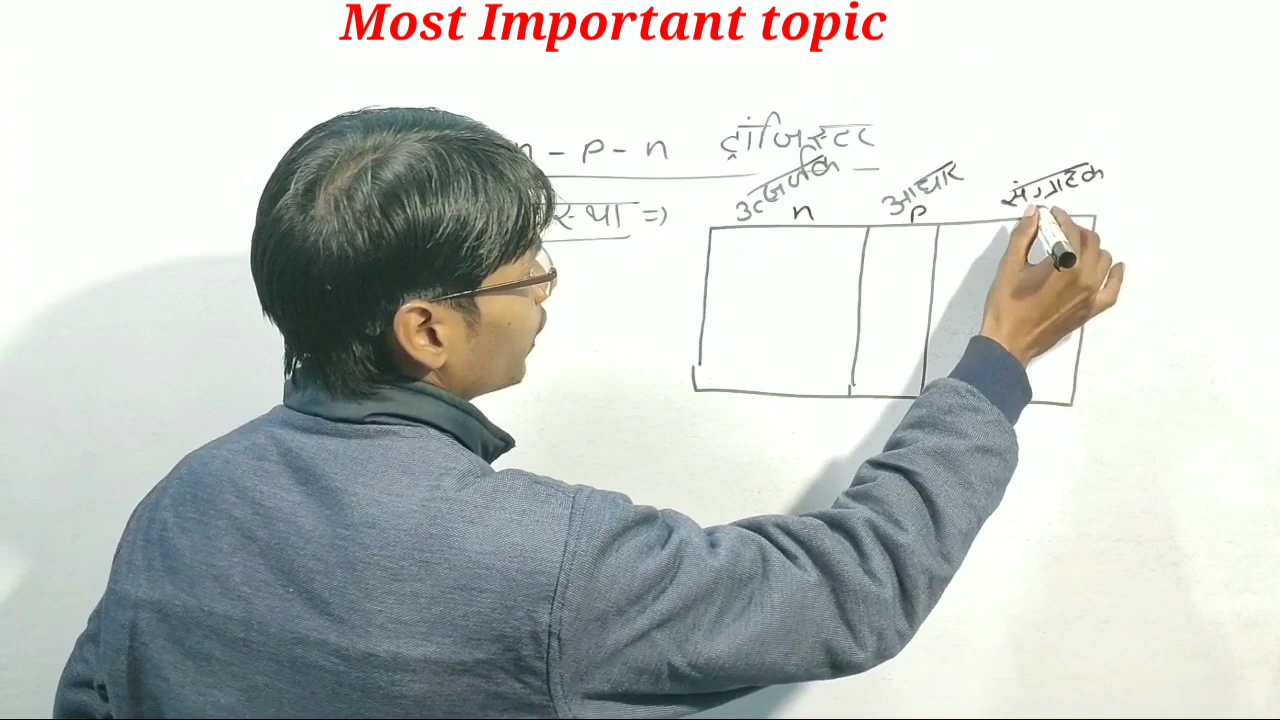 Most Important topic
n - p - n ट्रांजिस्टर
स्था ⇒
उत्सर्जक आधार संग्राहक
n p